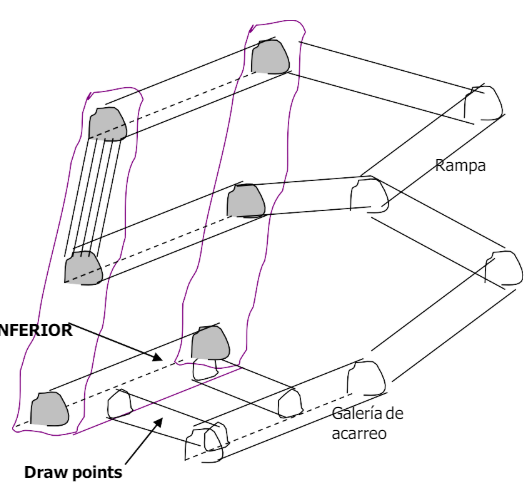 Rampa
NFERIOR
Galería de
acarreo
Draw points